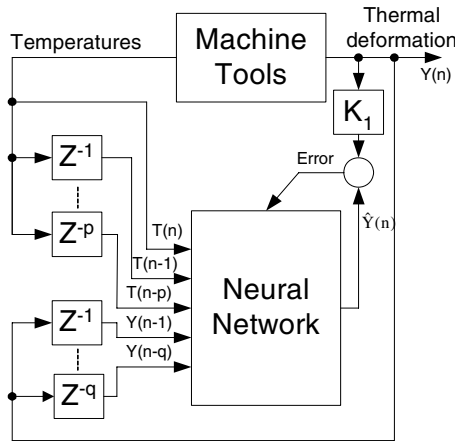 Thermal
deformation
Temperatures
Machine
Tools
Y(n)
K₁
Z⁻¹
Error
Z⁻ᵖ
T(n)
Ŷ(n)
T(n-1)
T(n-p)
Neural
Network
Z⁻¹
Y(n-1)
Y(n-q)
Z^-q